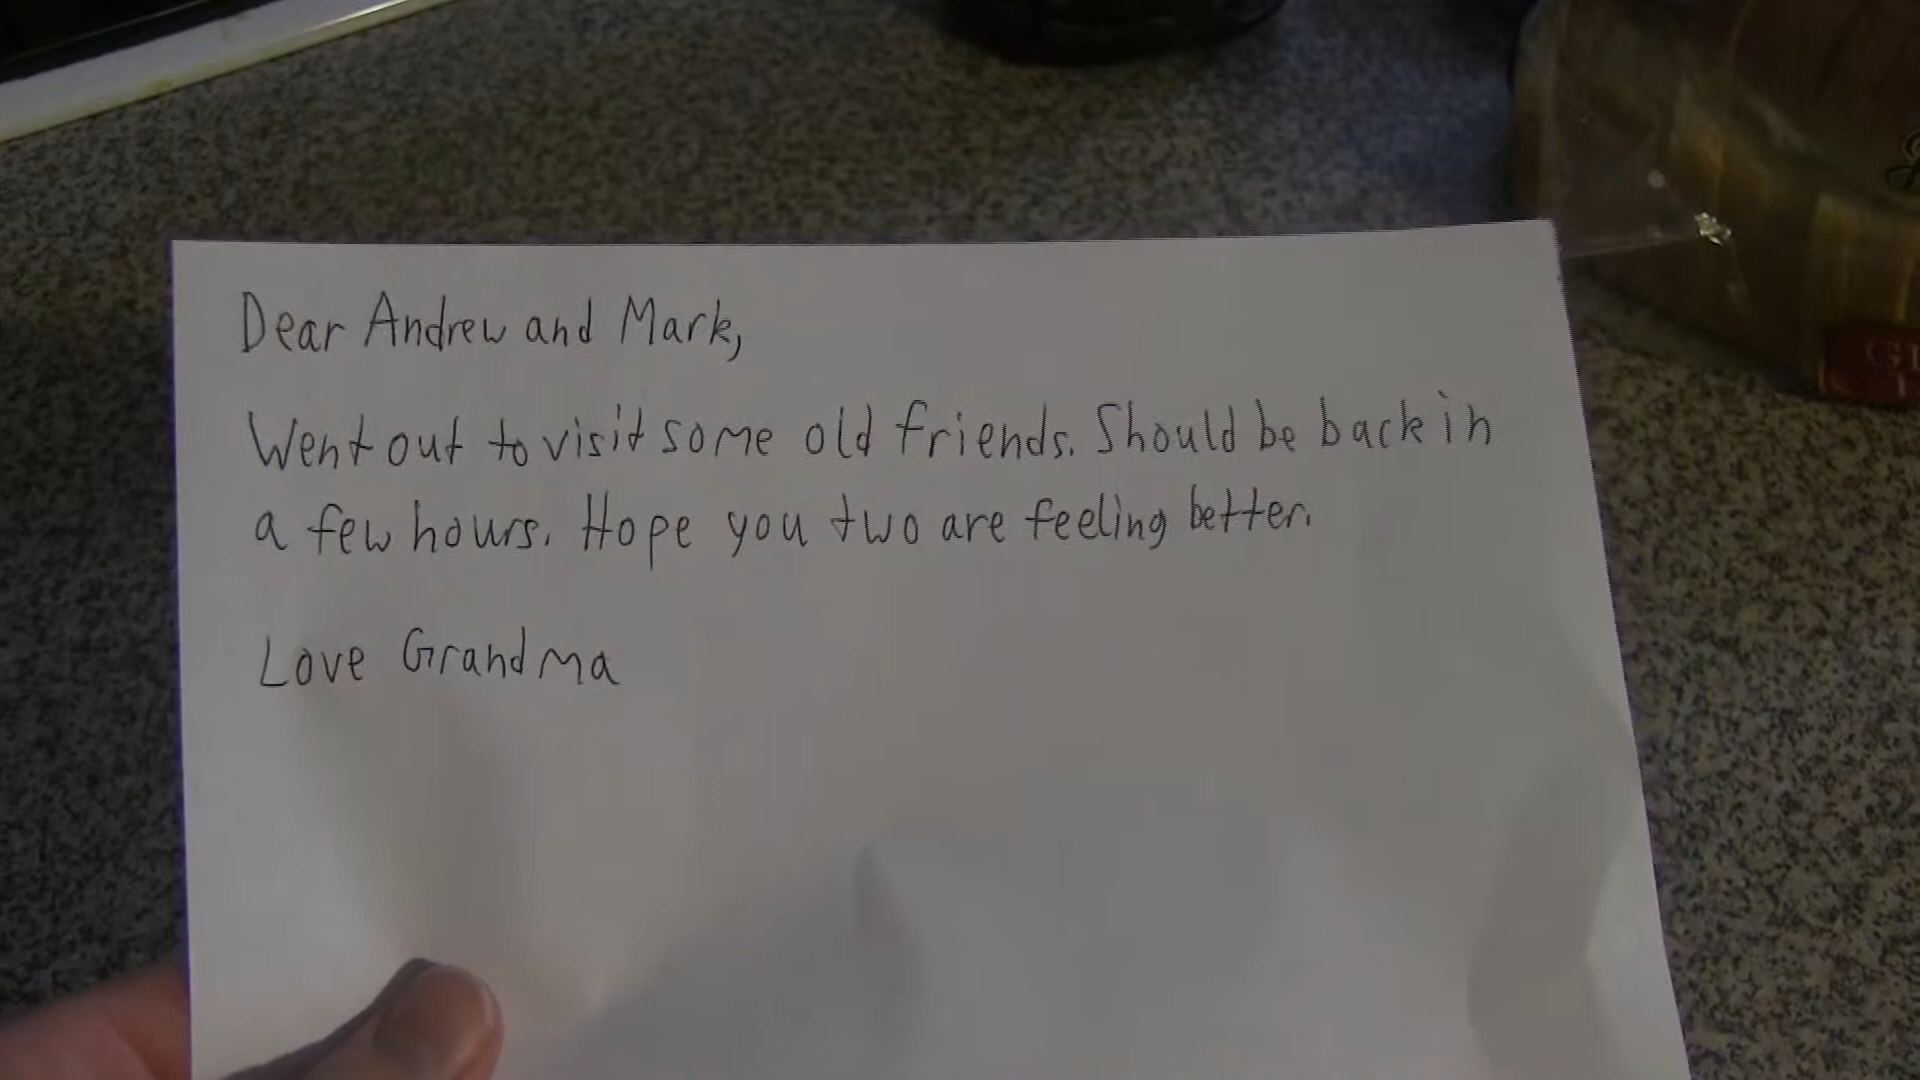 Dear Andrew and Mark,
Went out to visit some old friends. Should be back in
a few hours. Hope you two are feeling better.
Love Grandma